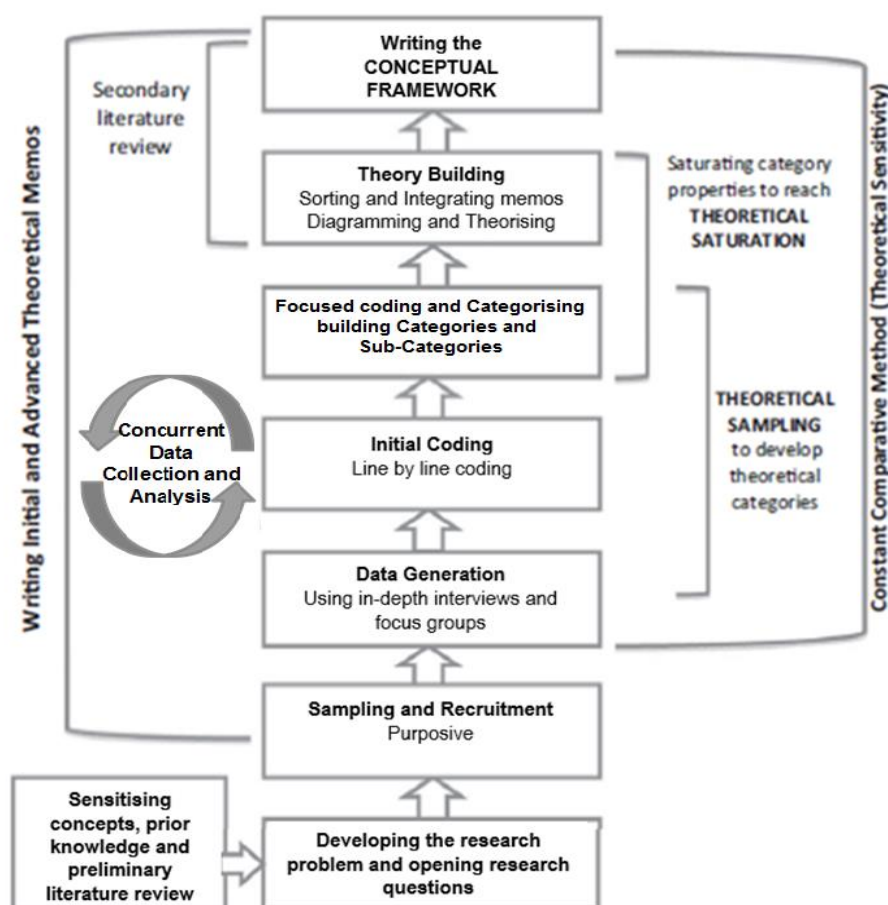 Writing the
CONCEPTUAL
FRAMEWORK
Secondary
literature
review
Theory Building
Sorting and Integrating memos
Diagramming and Theorising
Saturating category
properties to reach
THEORETICAL
SATURATION
Focused coding and Categorising
building Categories and
Sub-Categories
Writing Initial and Advanced Theoretical Memos
Constant Comparative Method (Theoretical Sensitivity)
Concurrent
Data
Collection and
Analysis
Initial Coding
Line by line coding
THEORETICAL
SAMPLING
to develop
theoretical
categories
Data Generation
Using in-depth interviews and
focus groups
Sampling and Recruitment
Purposive
Sensitising
concepts, prior
knowledge and
preliminary
literature review
Developing the research
problem and opening research
questions